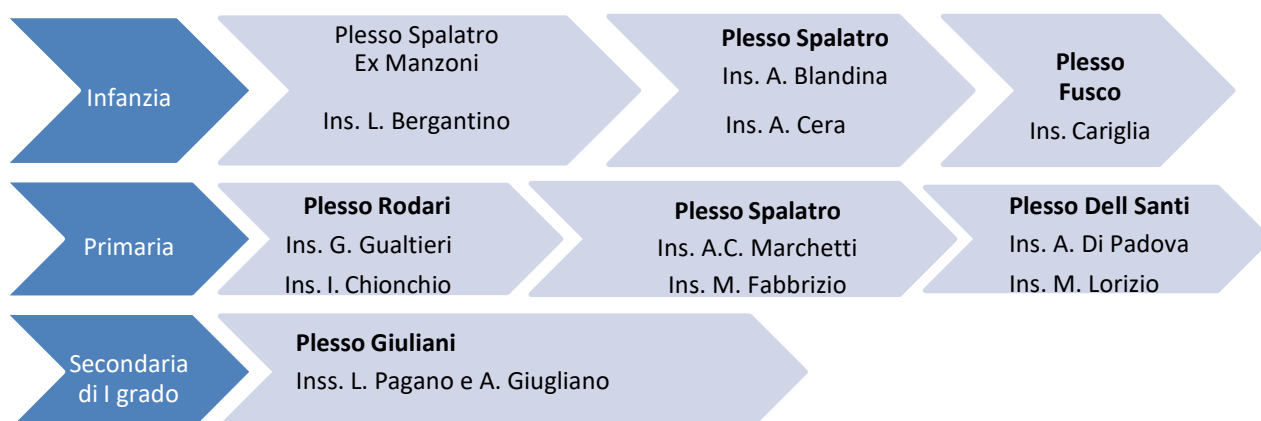 Infanzia
Plesso Spalatro
Ex Manzoni
Ins. L. Bergantino
Plesso Spalatro
Ins. A. Blandina
Ins. A. Cera
Plesso
Fusco
Ins. Cariglia
Primaria
Plesso Rodari
Ins. G. Gualtieri
Ins. I. Chionchio
Plesso Spalatro
Ins. A.C. Marchetti
Ins. M. Fabbrizio
Plesso Dell Santi
Ins. A. Di Padova
Ins. M. Lorizio
Secondaria
di I grado
Plesso Giuliani
Inss. L. Pagano e A. Giugliano